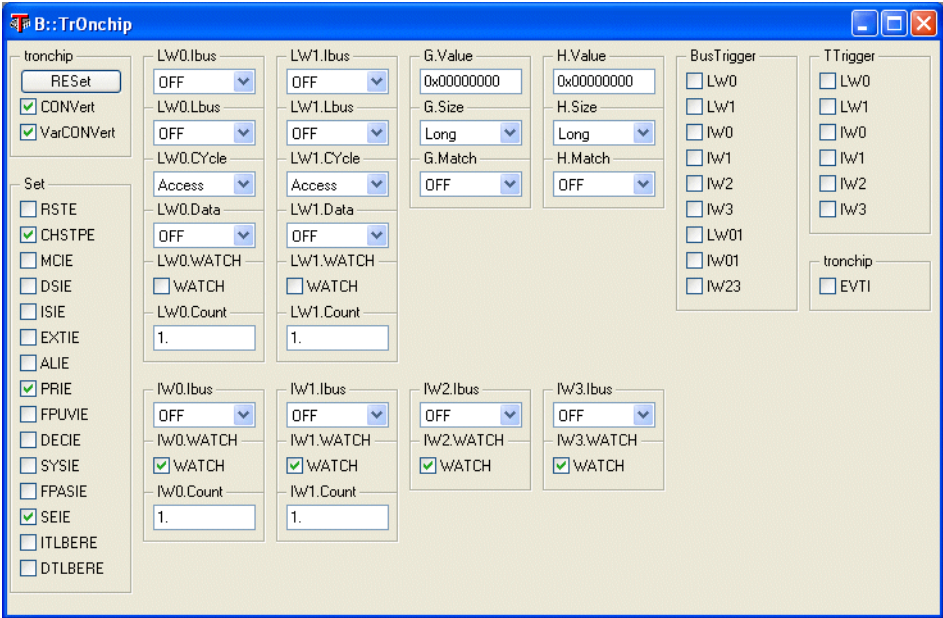 B::TrOnchip
tronchip
RESet
CONVert
VarCONVert
Set
RSTE
CHSTPE
MCIE
DSIE
ISIE
EXTIE
ALIE
PRIE
FPUVIE
DECIE
SYSIE
FPASIE
SEIE
ITLBERE
DTLBERE
LW0.Ibus
OFF
LW0.Lbus
OFF
LW0.CYcle
Access
LW0.Data
OFF
LW0.WATCH
WATCH
LW0.Count
1.
LW1.Ibus
OFF
LW1.Lbus
OFF
LW1.CYcle
Access
LW1.Data
OFF
LW1.WATCH
WATCH
LW1.Count
1.
G.Value
0x00000000
G.Size
Long
G.Match
OFF
H.Value
0x00000000
H.Size
Long
H.Match
OFF
BusTrigger
LW0
LW1
IW0
IW1
IW2
IW3
LW01
IW01
IW23
TTrigger
LW0
LW1
IW0
IW1
IW2
IW3
tronchip
EVTI
IW0.Ibus
OFF
IW0.WATCH
WATCH
IW0.Count
1.
IW1.Ibus
OFF
IW1.WATCH
WATCH
IW1.Count
1.
IW2.Ibus
OFF
IW2.WATCH
WATCH
IW3.Ibus
OFF
IW3.WATCH
WATCH